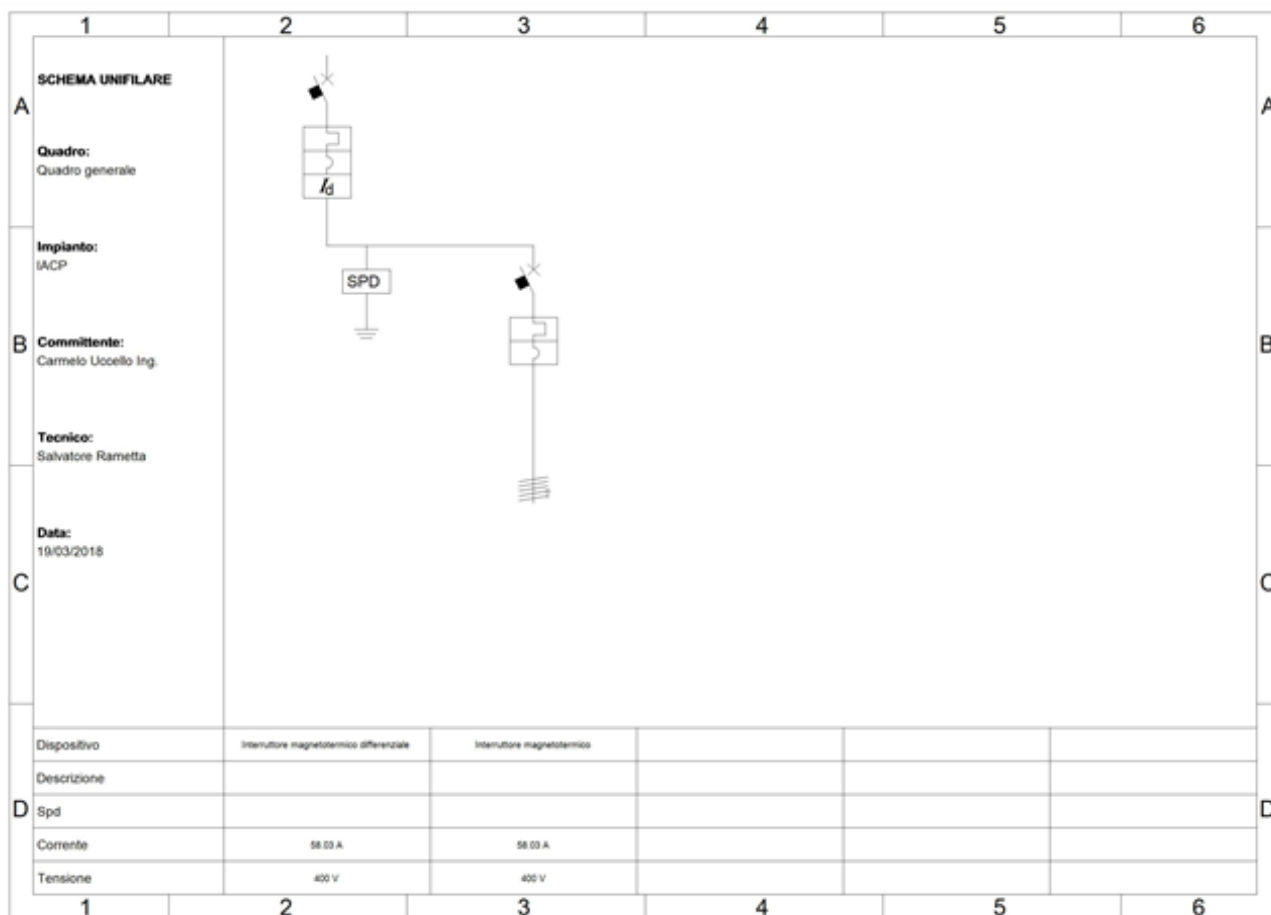 1 2 3 4 5 6
SCHEMA UNIFILARE
A A
Quadro:
Quadro generale
Id
Impianto:
IACP
SPD
B B
Committente:
Carmelo Uccello Ing.
Tecnico:
Salvatore Rametta
Data:
19/03/2018
C C
Dispositivo Interruttore magnetotermico differenziale Interruttore magnetotermico
Descrizione
D Spd D
Corrente 58.03 A 58.03 A
Tensione 400 V 400 V
1 2 3 4 5 6